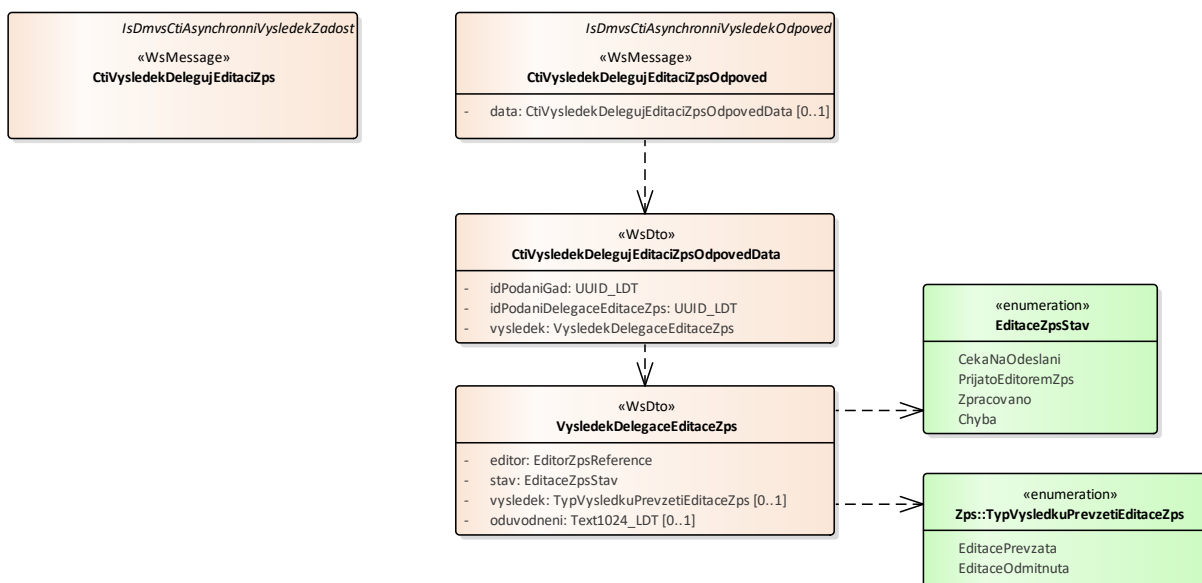 IsDmvsCtiAsynchronniVysledekZadost
«WsMessage»
CtiVysledekDelegujEditaciZps
IsDmvsCtiAsynchronniVysledekOdpoved
«WsMessage»
CtiVysledekDelegujEditaciZpsOdpoved
- data: CtiVysledekDelegujEditaciZpsOdpovedData [0..1]
«WsDto»
CtiVysledekDelegujEditaciZpsOdpovedData
- idPodaniGad: UUID_LDT
- idPodaniDelegaceEditaceZps: UUID_LDT
- vysledek: VysledekDelegaceEditaceZps
«WsDto»
VysledekDelegaceEditaceZps
- editor: EditorZpsReference
- stav: EditaceZpsStav
- vysledek: TypVysledkuPrevzetiEditaceZps [0..1]
- oduvodneni: Text1024_LDT [0..1]
«enumeration»
EditaceZpsStav
CekaNaOdeslani
PrijatoEditoremZps
Zpracovano
Chyba
«enumeration»
Zps::TypVysledkuPrevzetiEditaceZps
EditacePrevzata
EditaceOdmitnuta